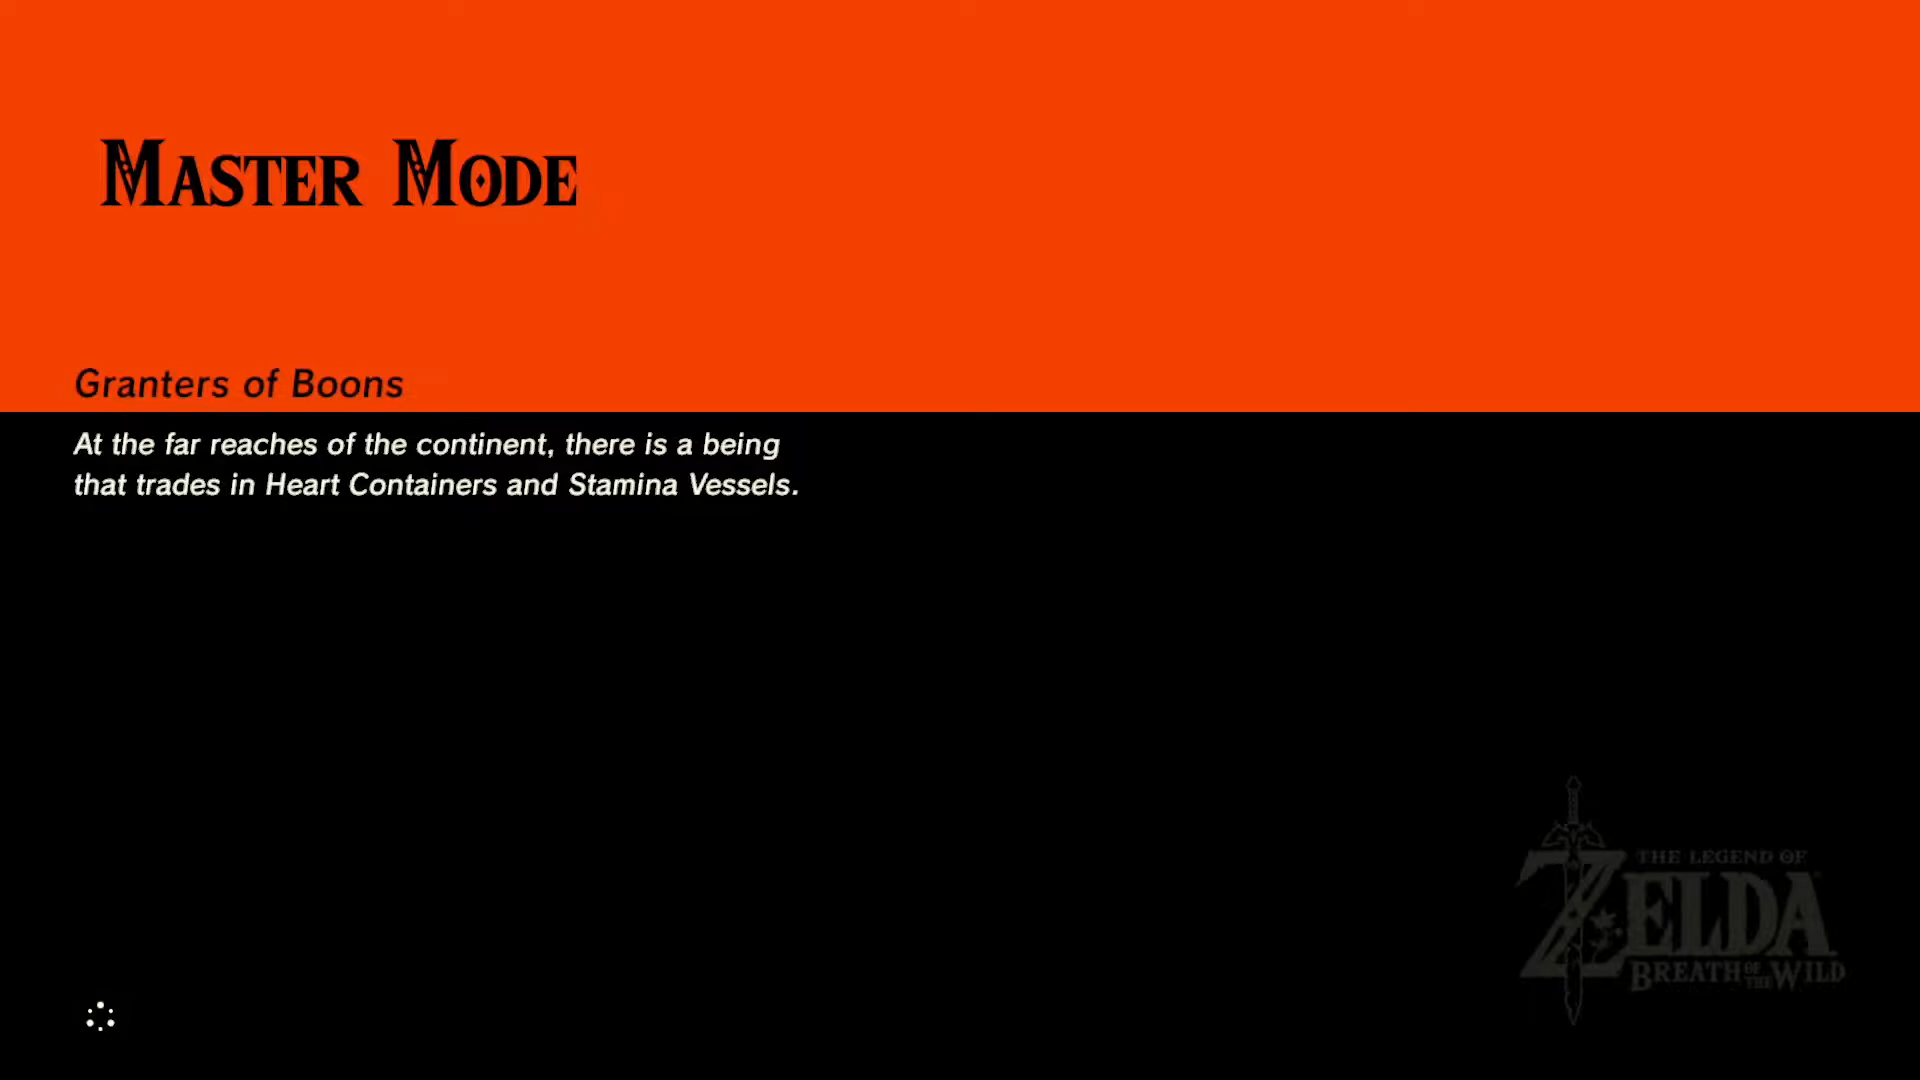 Master Mode
Granters of Boons
At the far reaches of the continent, there is a being
that trades in Heart Containers and Stamina Vessels.
THE LEGEND OF
ZELDA
BREATH OF THE WILD